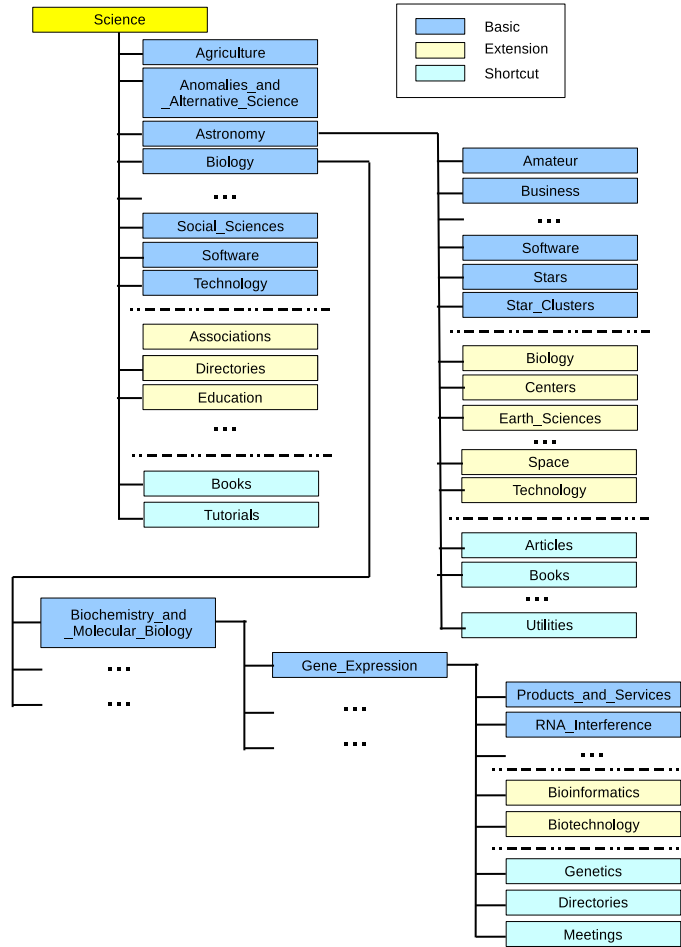 Science
Agriculture
Anomalies_and
_Alternative_Science
Astronomy
Biology
...
Social_Sciences
Software
Technology
Associations
Directories
Education
...
Books
Tutorials
Basic
Extension
Shortcut
Amateur
Business
...
Software
Stars
Star_Clusters
Biology
Centers
Earth_Sciences
...
Space
Technology
Articles
Books
...
Utilities
Biochemistry_and
_Molecular_Biology
...
...
Gene_Expression
...
...
Products_and_Services
RNA_Interference
...
Bioinformatics
Biotechnology
Genetics
Directories
Meetings